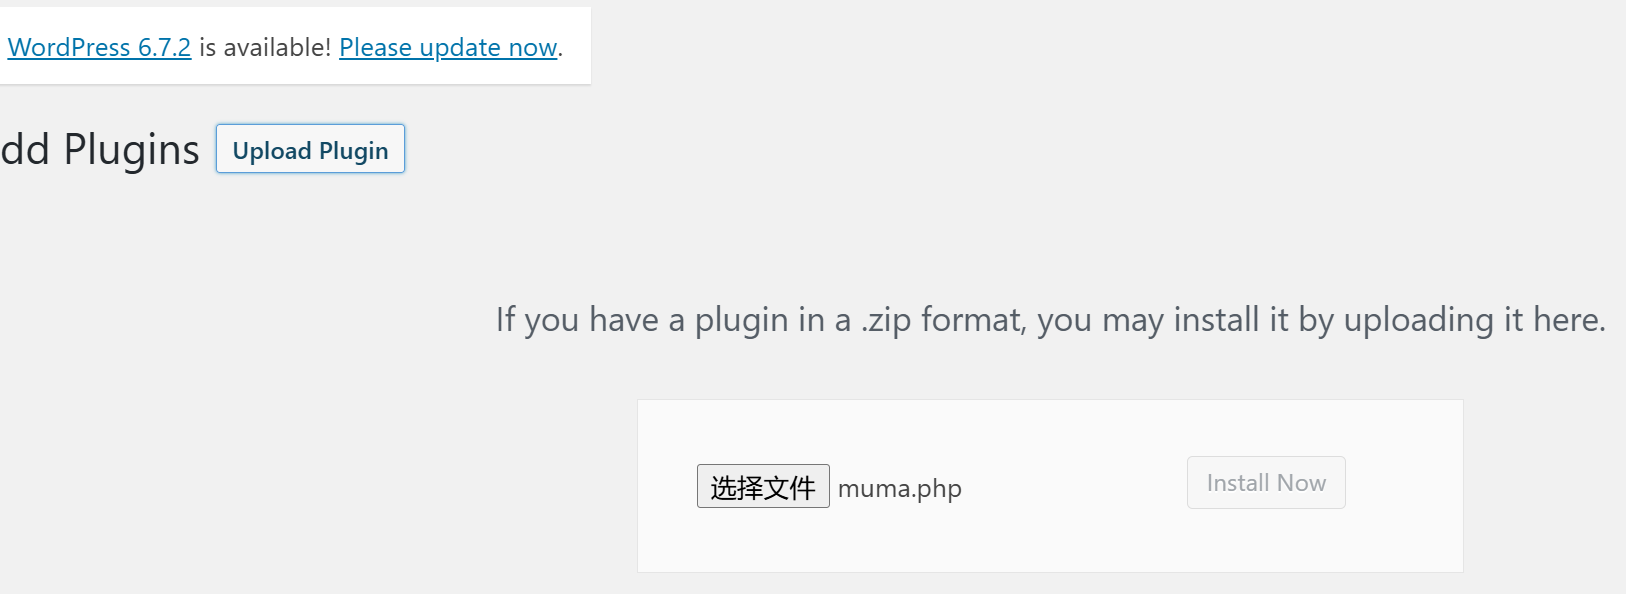 WordPress 6.7.2 is available! Please update now.
dd Plugins Upload Plugin
If you have a plugin in a .zip format, you may install it by uploading it here.
选择文件 muma.php Install Now